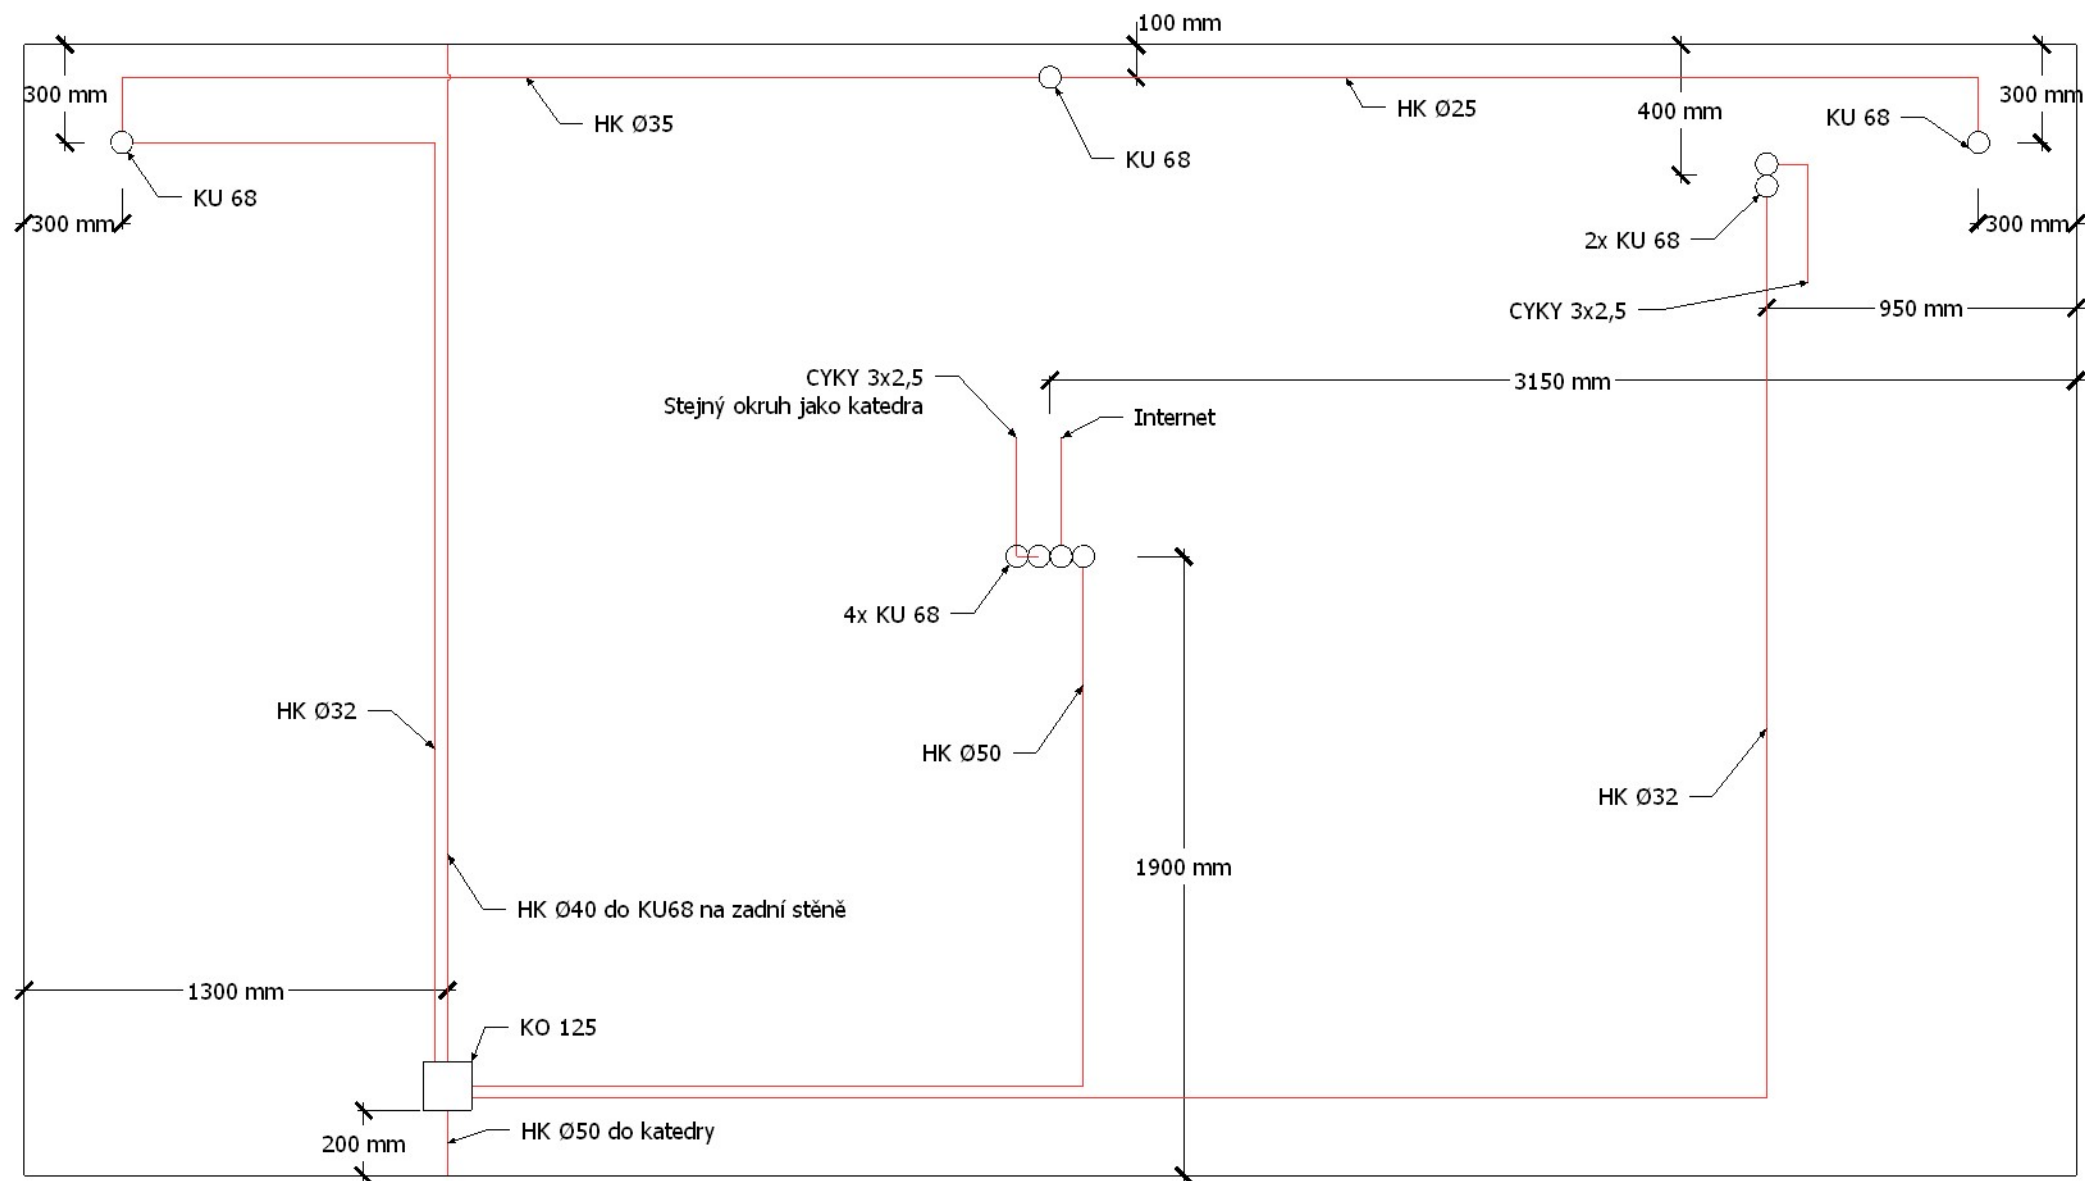 100 mm
300 mm
HK Ø35
HK Ø25
400 mm
KU 68
300 mm
KU 68
KU 68
300 mm
2x KU 68
300 mm
CYKY 3x2,5
950 mm
CYKY 3x2,5
Stejný okruh jako katedra
3150 mm
Internet
4x KU 68
HK Ø32
HK Ø50
HK Ø32
1900 mm
HK Ø40 do KU68 na zadní stěně
1300 mm
KO 125
HK Ø50 do katedry
200 mm